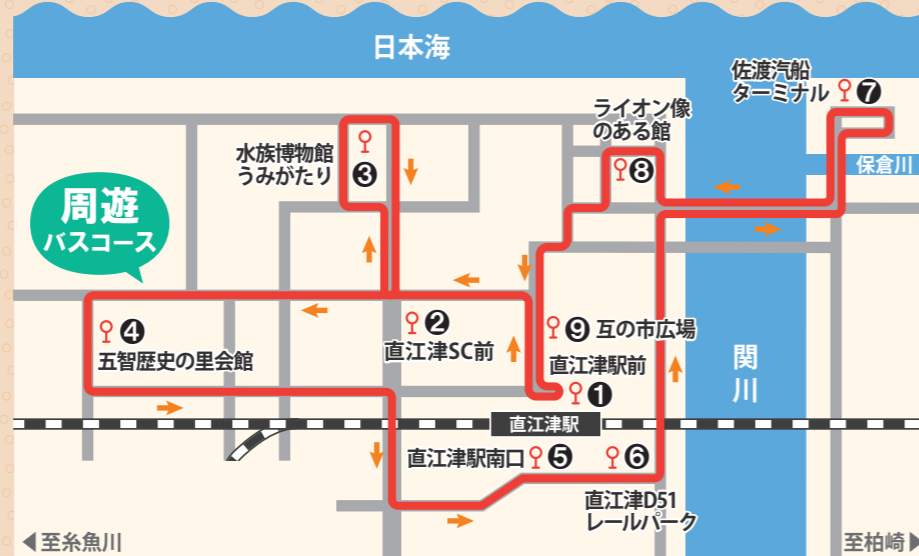 日本海
佐渡汽船
ターミナル
❼
ライオン像
のある館
❽
保倉川
水族博物館
うみがたり
❸
周遊
バスコース
❹
五智歴史の里会館
❷
直江津SC前
❾ 互の市広場
直江津駅前
❶
関川
直江津駅
直江津駅南口
❺
❻
直江津D51
レールパーク
◀至糸魚川
至柏崎▶